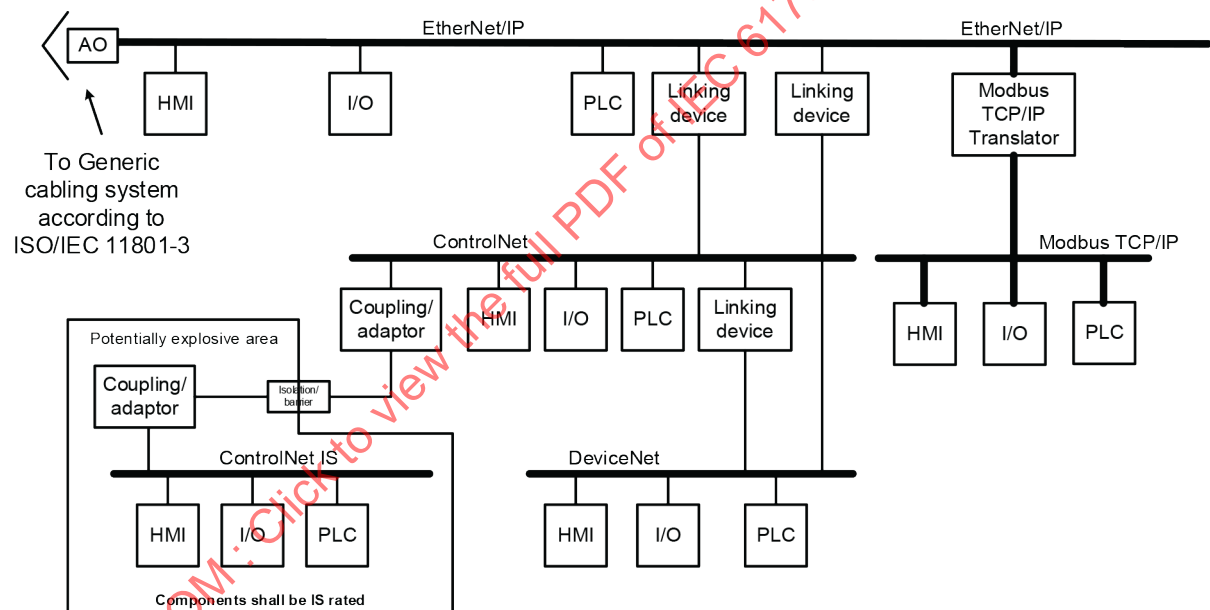 EtherNet/IP
EtherNet/IP
AO
HMI
I/O
PLC
Linking
device
Linking
device
Modbus
TCP/IP
Translator
To Generic
cabling system
according to
ISO/IEC 11801-3
ControlNet
Modbus TCP/IP
Coupling/
adaptor
HMI
I/O
PLC
Linking
device
HMI
I/O
PLC
Potentially explosive area
Coupling/
adaptor
Isolation/
barrier
ControlNet IS
DeviceNet
HMI
I/O
PLC
HMI
I/O
PLC
Components shall be IS rated
OM : Click to view the full PDF of IEC 617